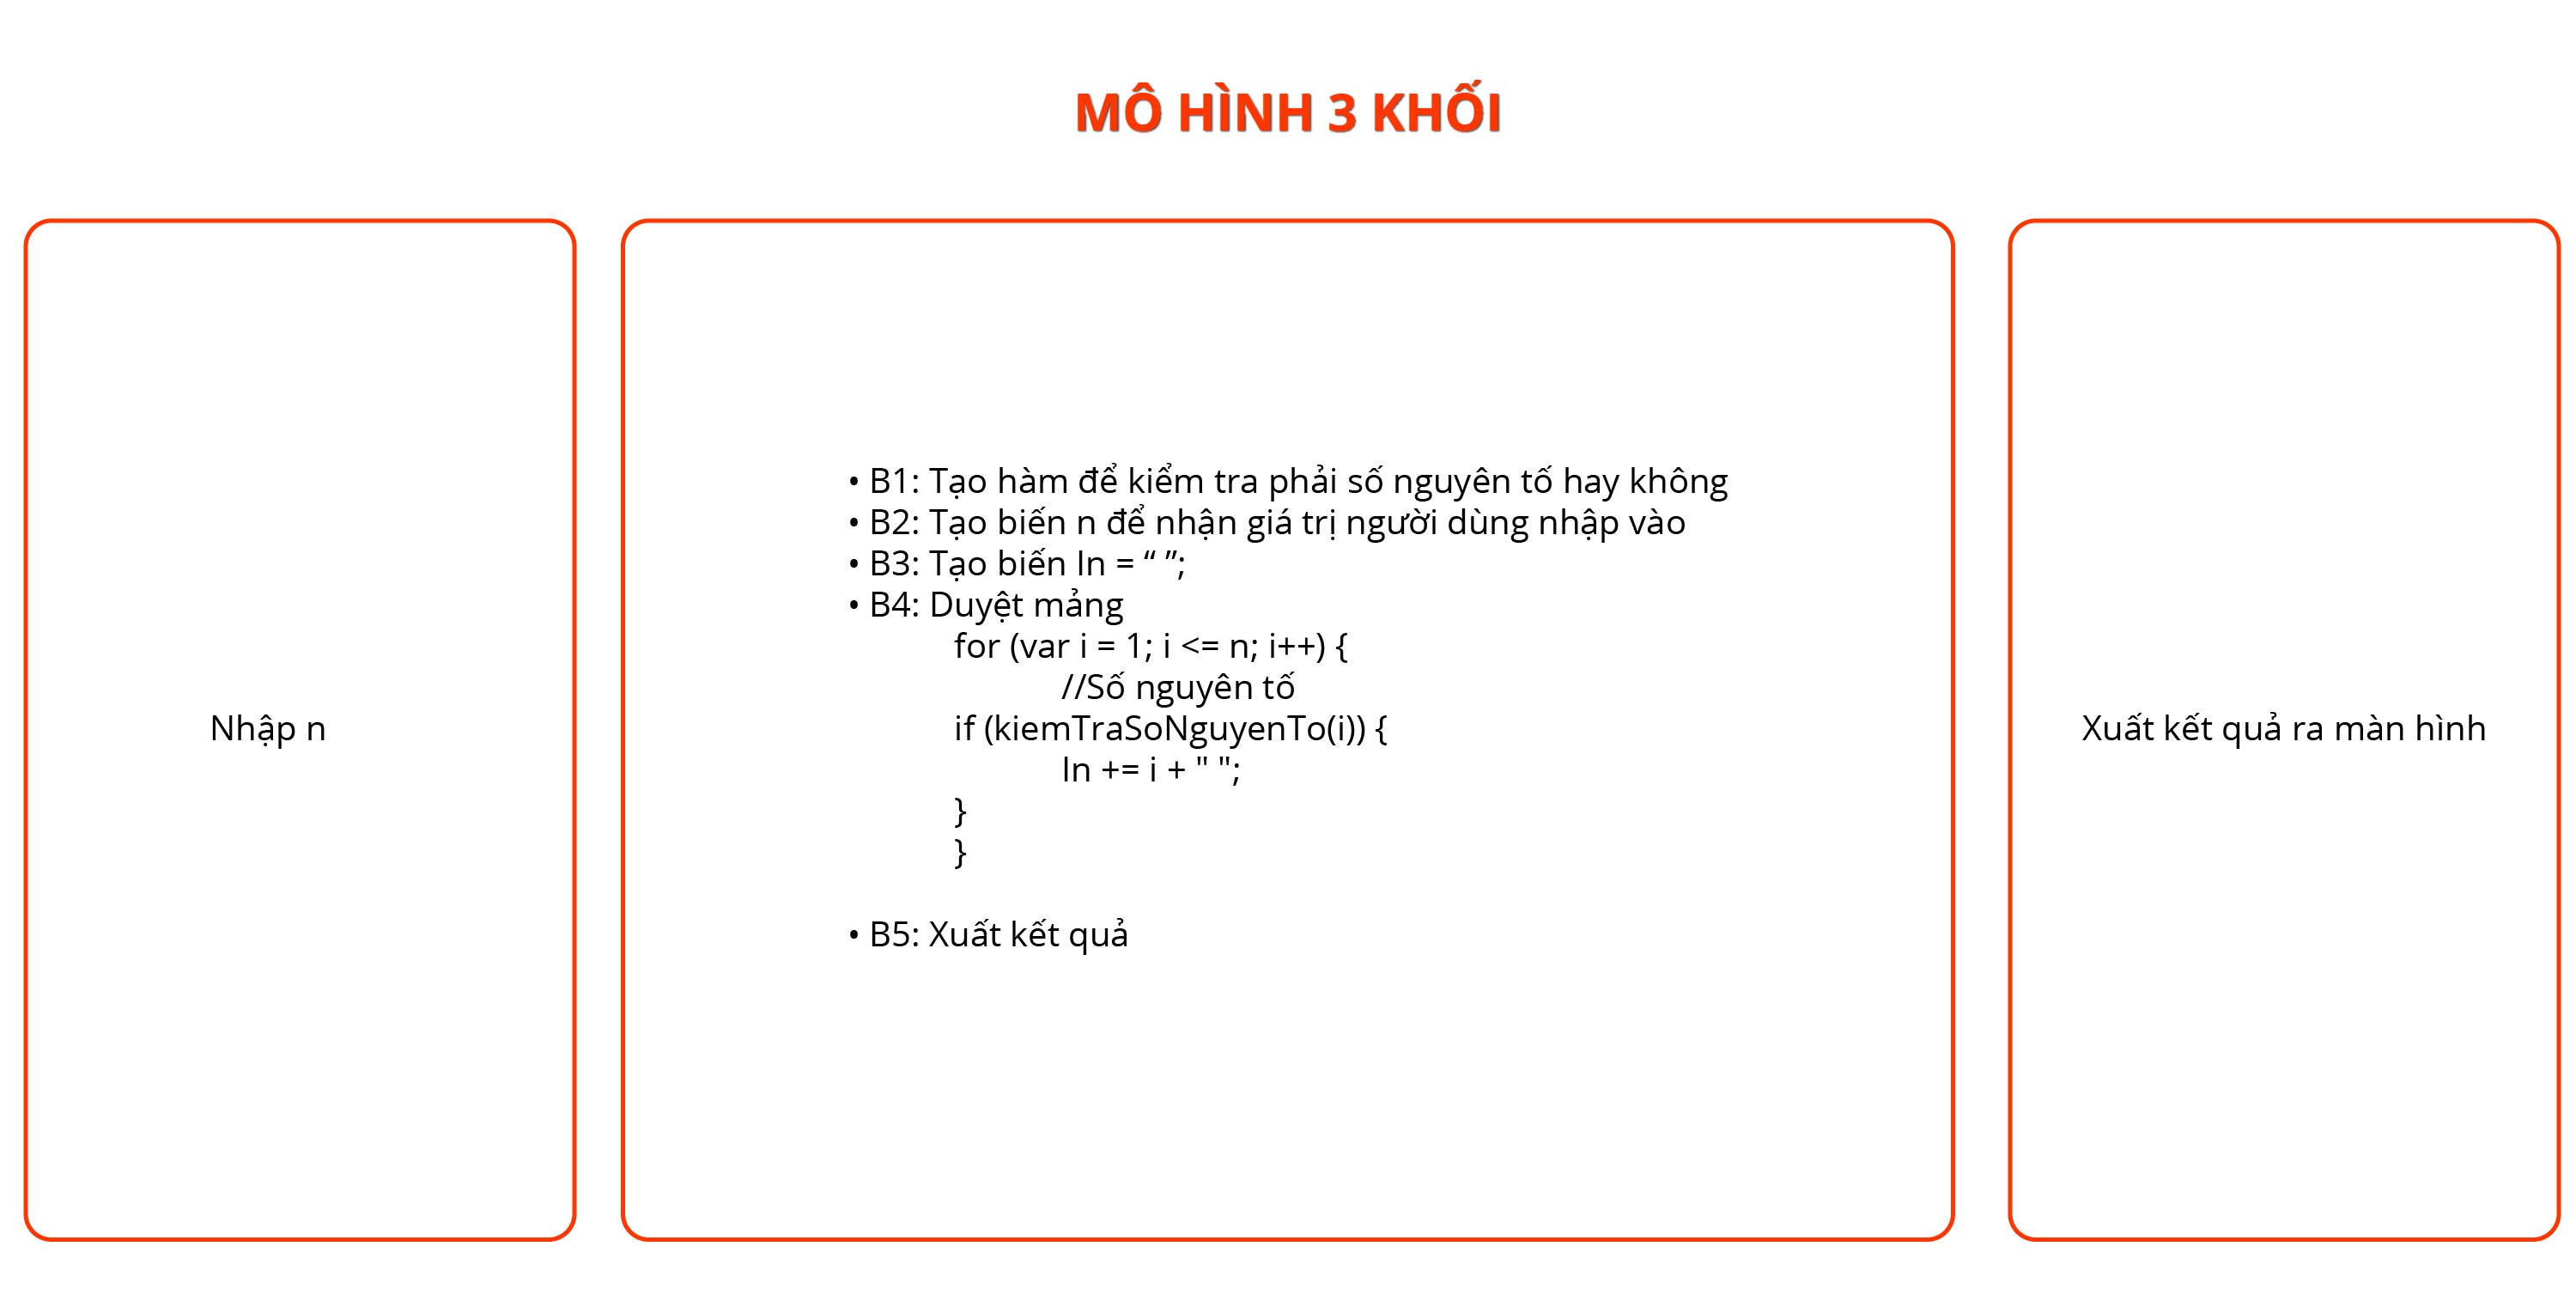 MÔ HÌNH 3 KHỐI
Nhập n
• B1: Tạo hàm để kiểm tra phải số nguyên tố hay không
• B2: Tạo biến n để nhận giá trị người dùng nhập vào
• B3: Tạo biến In = “ ”;
• B4: Duyệt mảng
for (var i = 1; i <= n; i++) {
//Số nguyên tố
if (kiemTraSoNguyenTo(i)) {
In += i + " ";
}
}
• B5: Xuất kết quả
Xuất kết quả ra màn hình